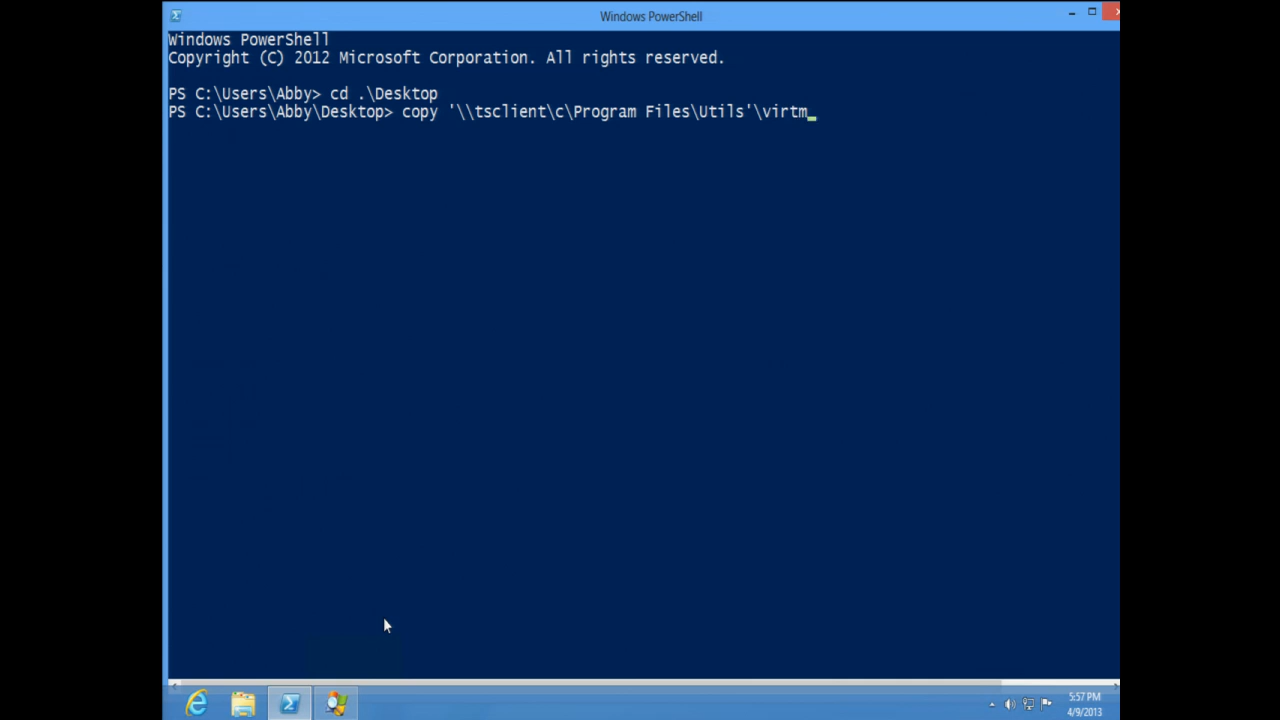 Windows PowerShell
Windows PowerShell
Copyright (C) 2012 Microsoft Corporation. All rights reserved.
PS C:\Users\Abby> cd .\Desktop
PS C:\Users\Abby\Desktop> copy '\\tsclient\c\Program Files\Utils'\virtm_
5:57 PM
4/9/2013